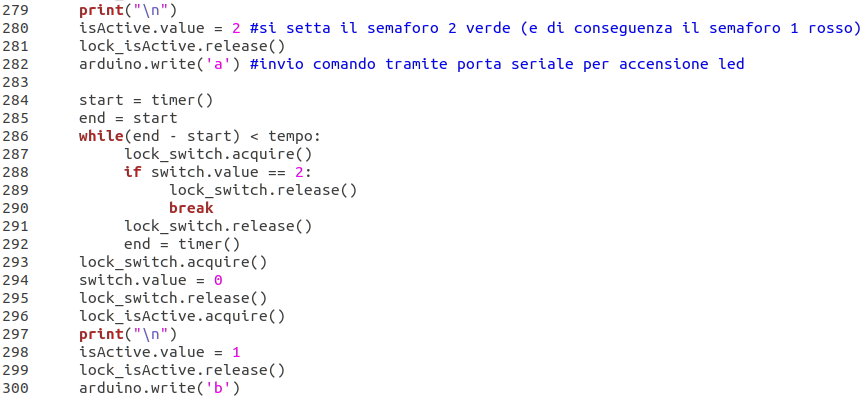 279 print("\n")
280 isActive.value = 2 #si setta il semaforo 2 verde (e di conseguenza il semaforo 1 rosso)
281 lock_isActive.release()
282 arduino.write('a') #invio comando tramite porta seriale per accensione led
283
284 start = timer()
285 end = start
286 while(end - start) < tempo:
287 lock_switch.acquire()
288 if switch.value == 2:
289 lock_switch.release()
290 break
291 lock_switch.release()
292 end = timer()
293 lock_switch.acquire()
294 switch.value = 0
295 lock_switch.release()
296 lock_isActive.acquire()
297 print("\n")
298 isActive.value = 1
299 lock_isActive.release()
300 arduino.write('b')